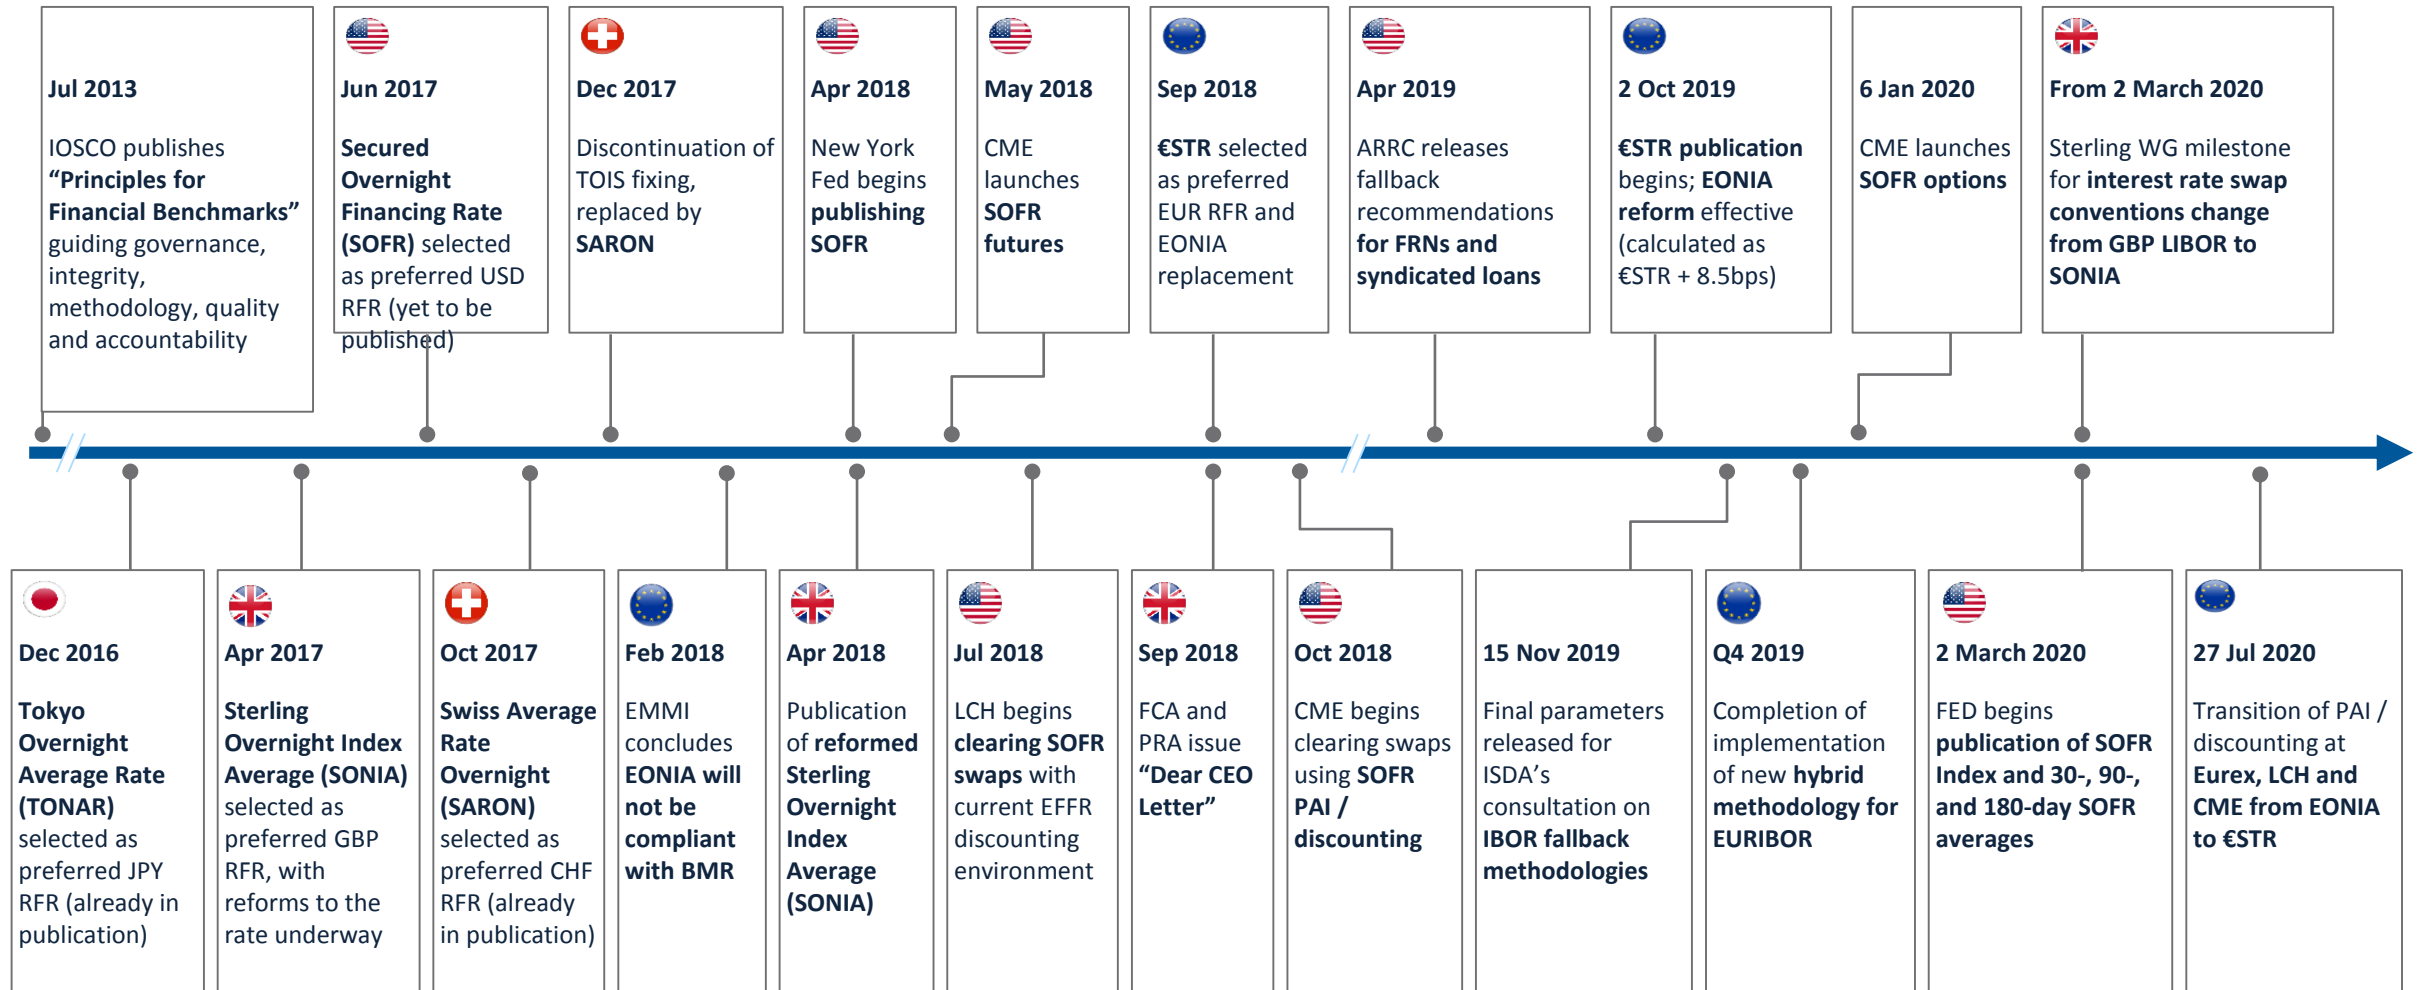 Jul 2013
IOSCO publishes
“Principles for
Financial Benchmarks”
guiding governance,
integrity,
methodology, quality
and accountability
Jun 2017
Secured
Overnight
Financing Rate
(SOFR) selected
as preferred USD
RFR (yet to be
published)
Dec 2017
Discontinuation of
TOIS fixing,
replaced by
SARON
Apr 2018
New York
Fed begins
publishing
SOFR
May 2018
CME
launches
SOFR
futures
Sep 2018
€STR selected
as preferred
EUR RFR and
EONIA
replacement
Apr 2019
ARRC releases
fallback
recommendations
for FRNs and
syndicated loans
2 Oct 2019
€STR publication
begins; EONIA
reform effective
(calculated as
€STR + 8.5bps)
6 Jan 2020
CME launches
SOFR options
From 2 March 2020
Sterling WG milestone
for interest rate swap
conventions change
from GBP LIBOR to
SONIA
Dec 2016
Tokyo
Overnight
Average Rate
(TONAR)
selected as
preferred JPY
RFR (already in
publication)
Apr 2017
Sterling
Overnight Index
Average (SONIA)
selected as
preferred GBP
RFR, with
reforms to the
rate underway
Oct 2017
Swiss Average
Rate
Overnight
(SARON)
selected as
preferred CHF
RFR (already
in publication)
Feb 2018
EMMI
concludes
EONIA will
not be
compliant
with BMR
Apr 2018
Publication
of reformed
Sterling
Overnight
Index
Average
(SONIA)
Jul 2018
LCH begins
clearing SOFR
swaps with
current EFFR
discounting
environment
Sep 2018
FCA and
PRA issue
“Dear CEO
Letter”
Oct 2018
CME begins
clearing swaps
using SOFR
PAI /
discounting
15 Nov 2019
Final parameters
released for
ISDA’s
consultation on
IBOR fallback
methodologies
Q4 2019
Completion of
implementation
of new hybrid
methodology for
EURIBOR
2 March 2020
FED begins
publication of SOFR
Index and 30-, 90-,
and 180-day SOFR
averages
27 Jul 2020
Transition of PAI /
discounting at
Eurex, LCH and
CME from EONIA
to €STR